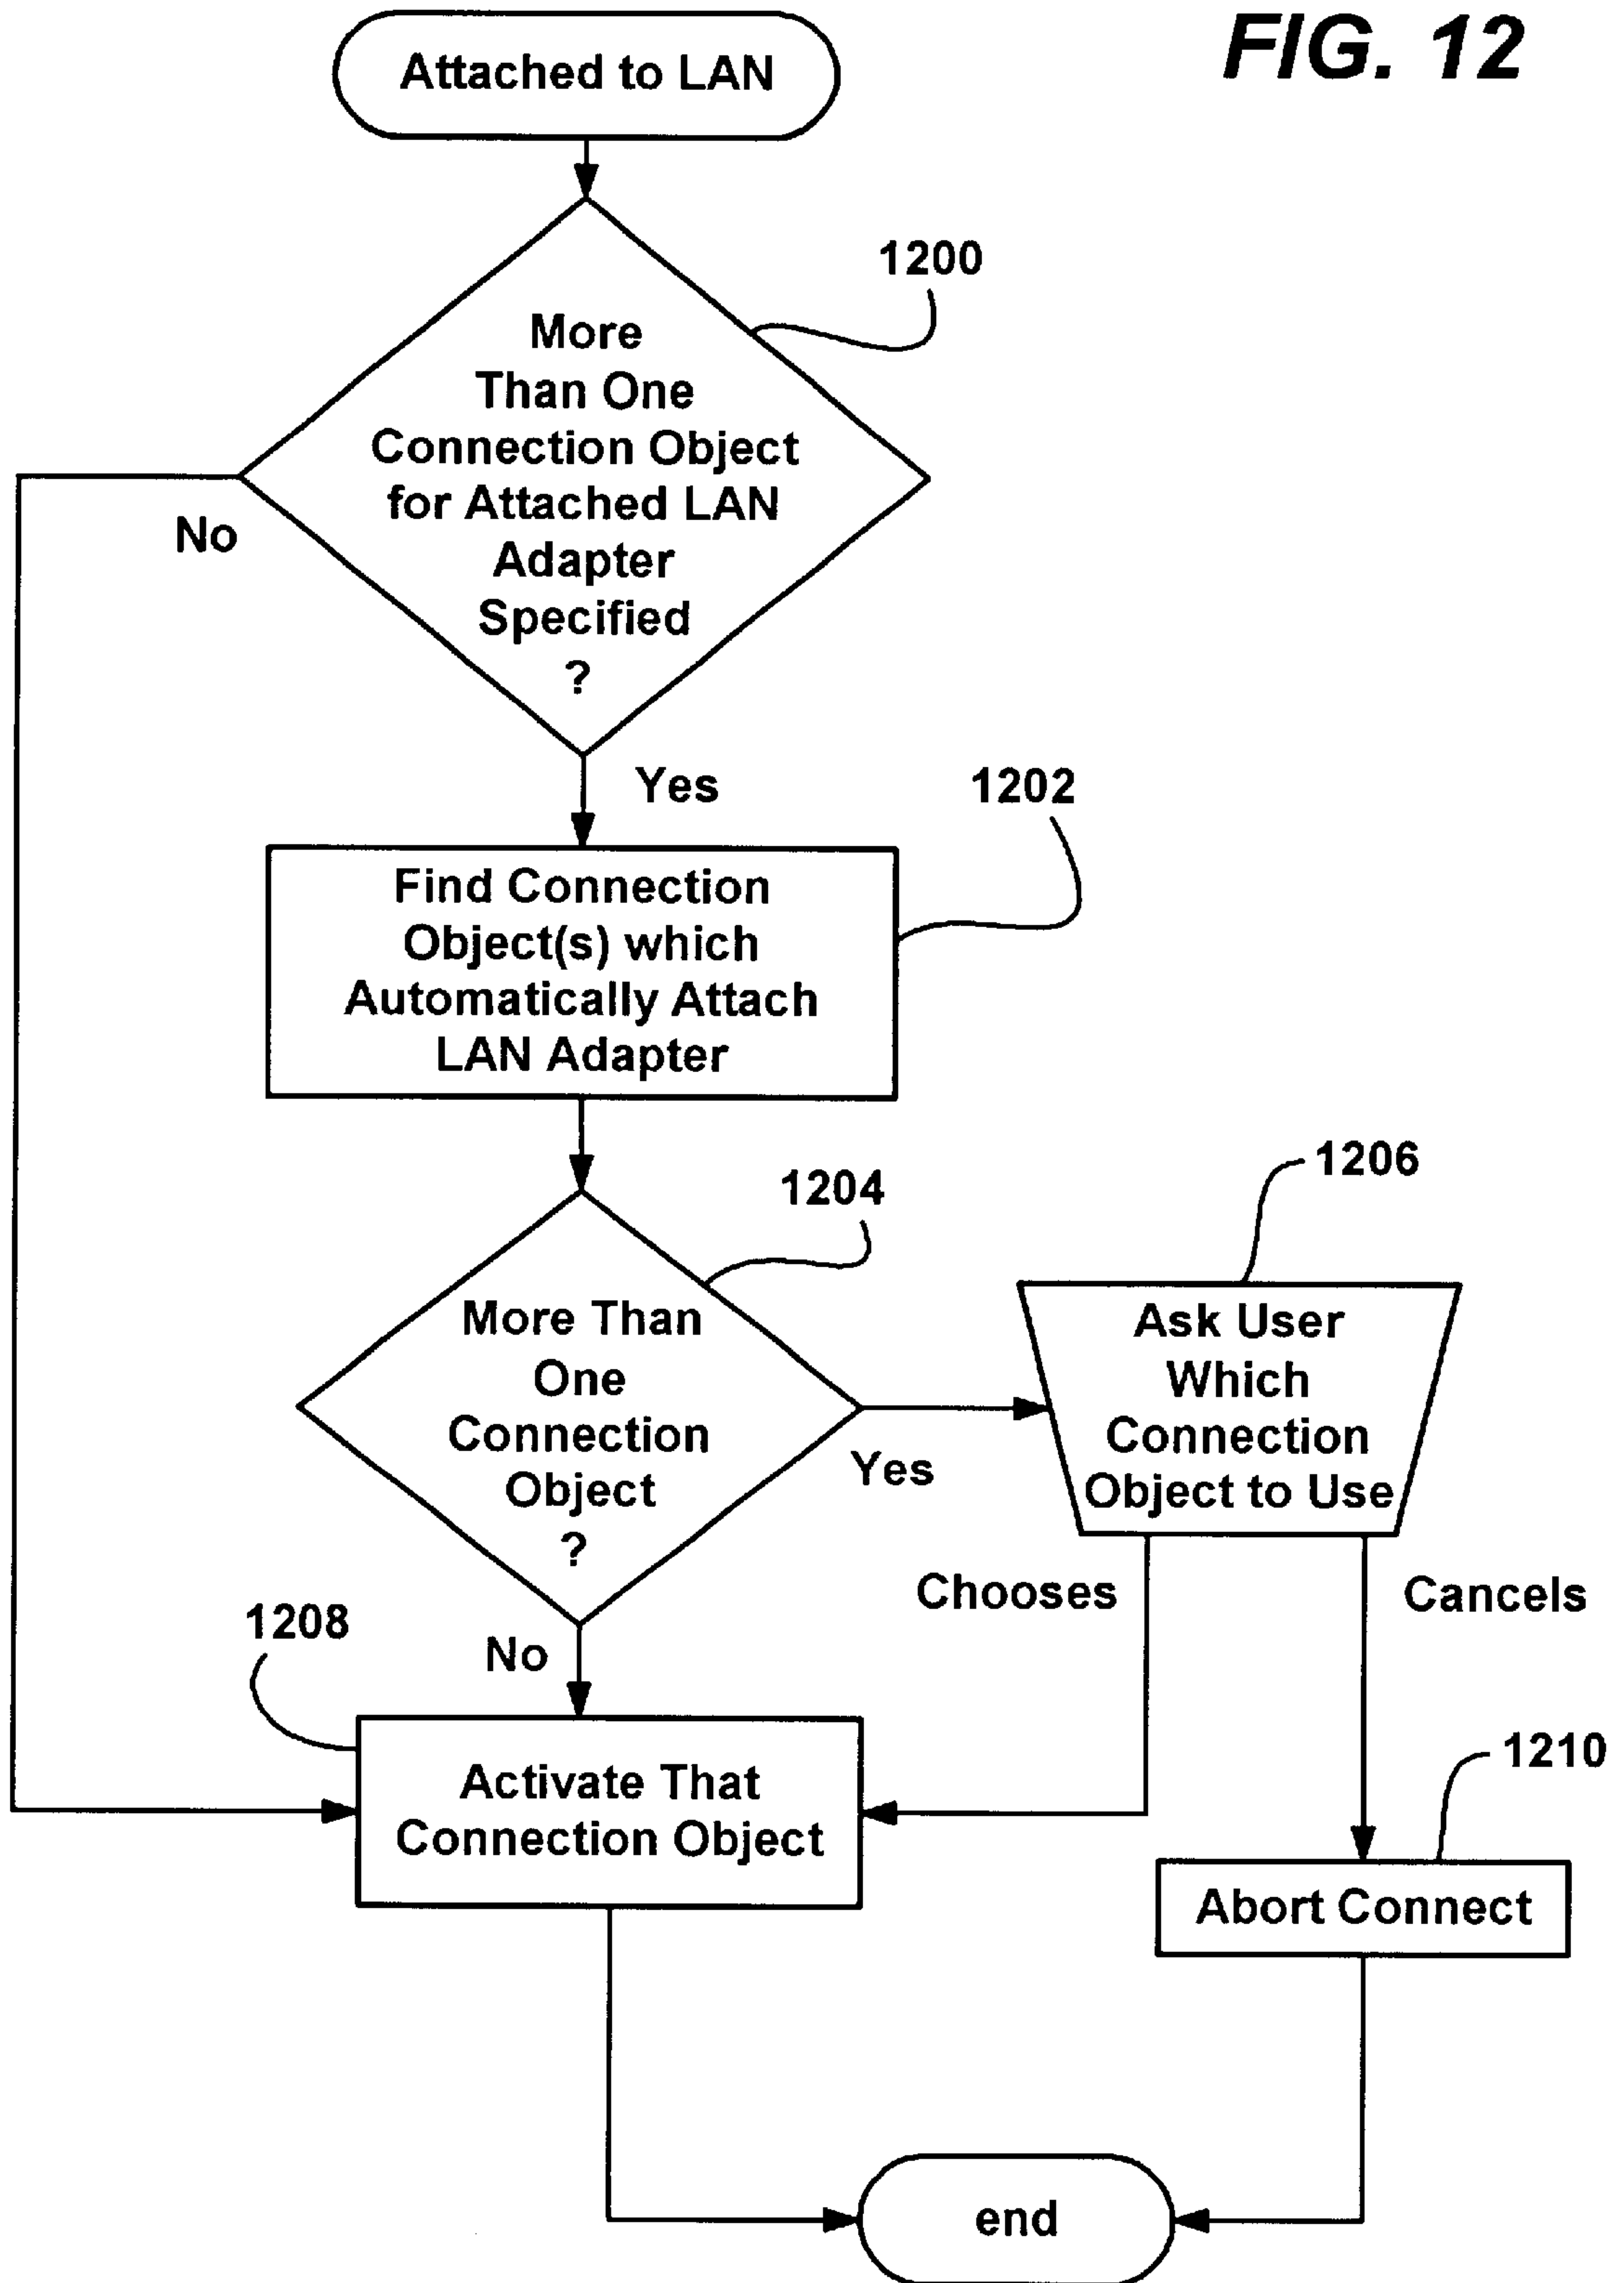 FIG. 12
Attached to LAN
1200
More
Than One
Connection Object
for Attached LAN
Adapter
Specified
?
No
Yes
1202
Find Connection
Object(s) which
Automatically Attach
LAN Adapter
1204
1206
More Than
One
Connection
Object
?
Yes
Ask User
Which
Connection
Object to Use
Chooses
Cancels
1208
No
Activate That
Connection Object
1210
Abort Connect
end